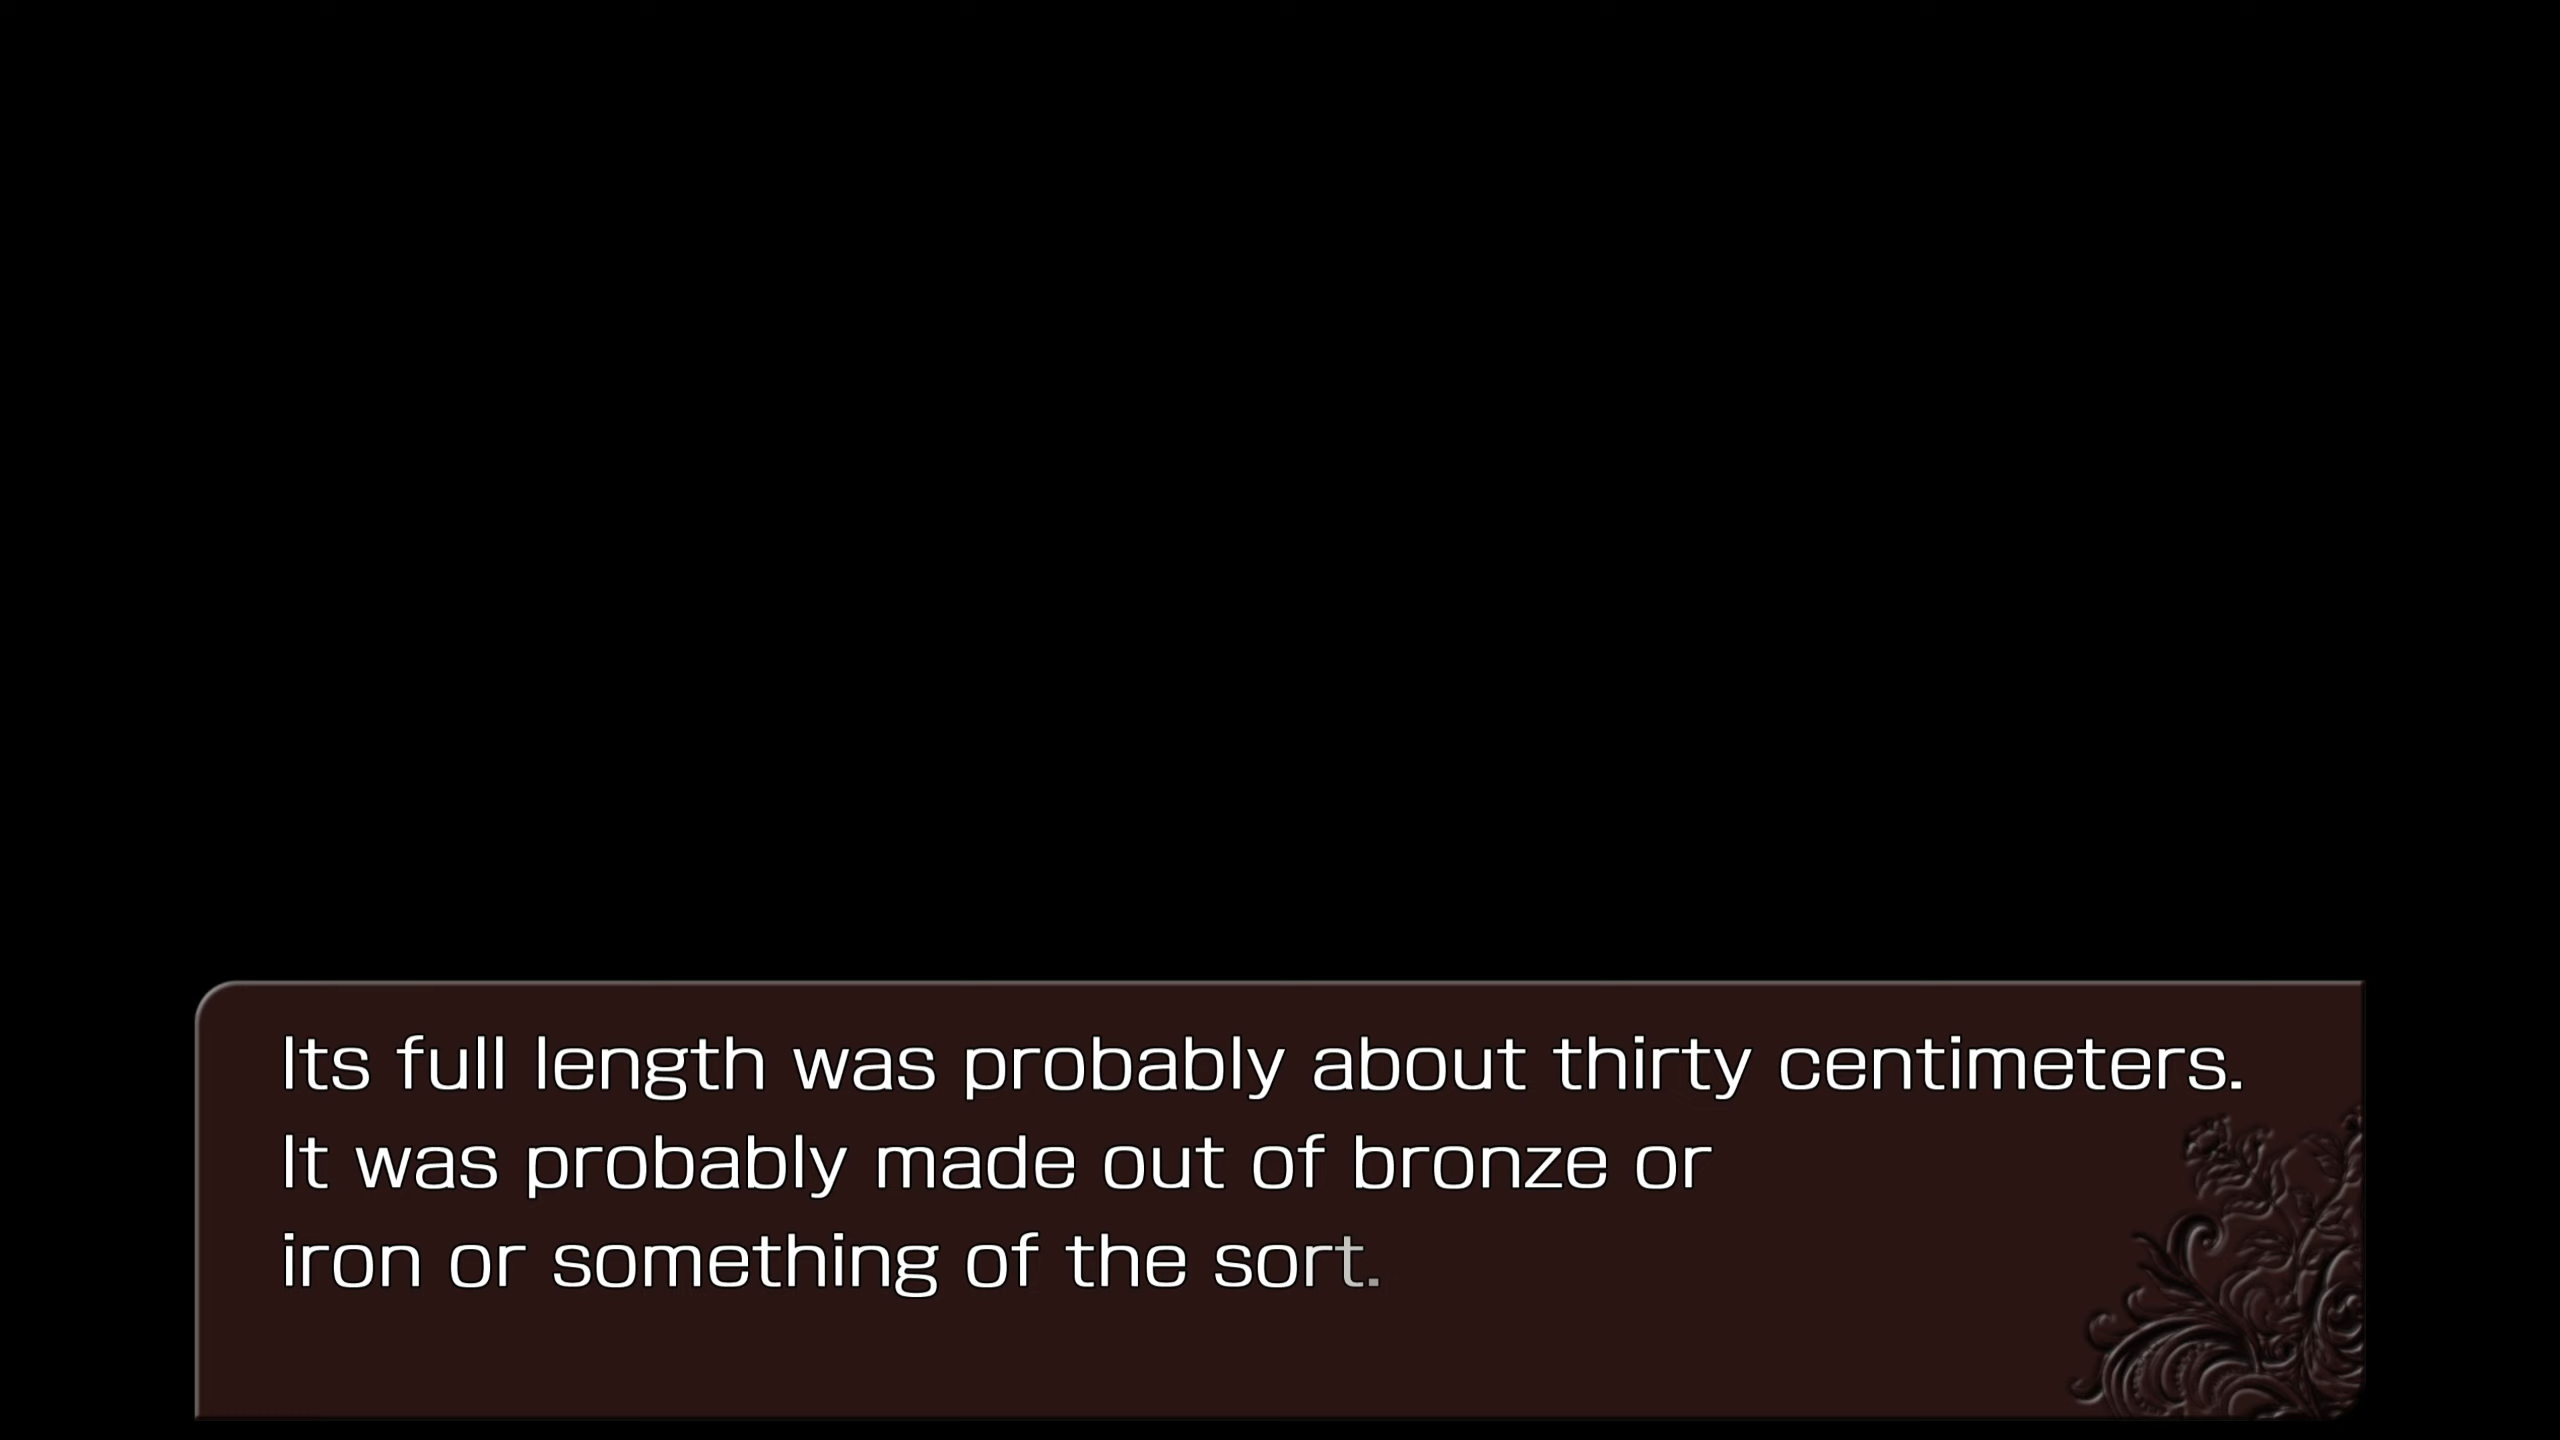 Its full length was probably about thirty centimeters.
It was probably made out of bronze or
iron or something of the sort.